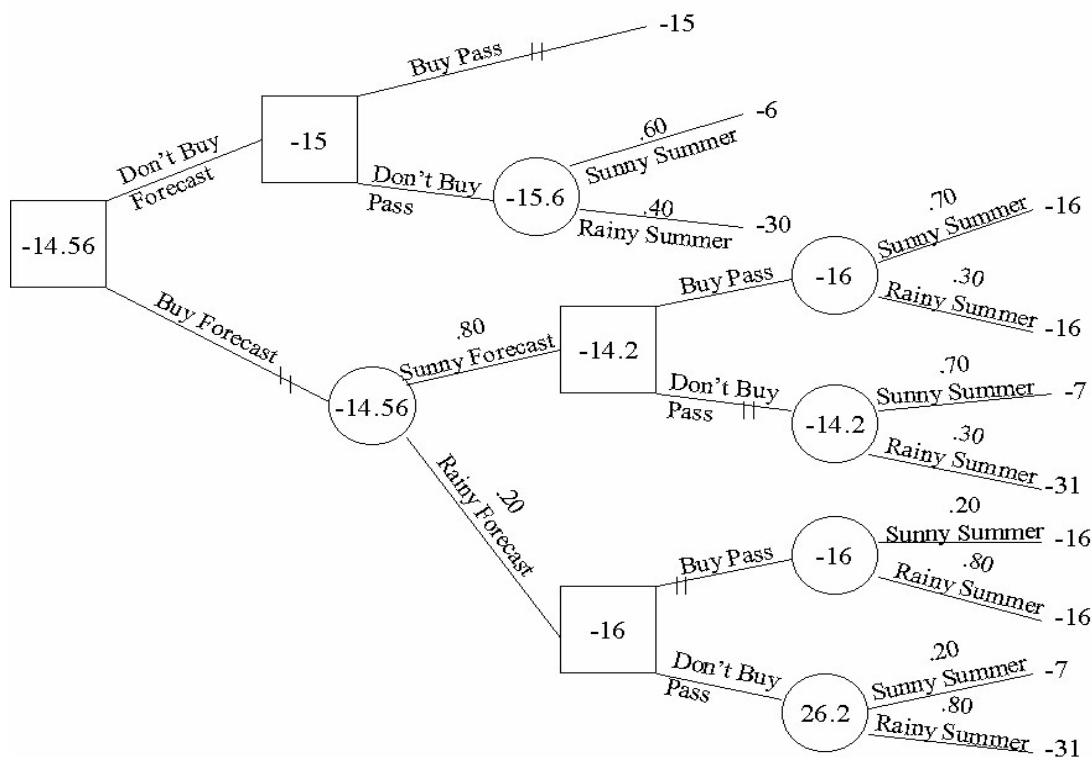 Buy Pass
-15
Don't Buy
Forecast
-15
Don't Buy
Pass
-15.6
.60
Sunny Summer
-6
.40
Rainy Summer
-30
-14.56
Buy Forecast
-14.56
.80
Sunny Forecast
-14.2
Buy Pass
-16
.70
Sunny Summer
-16
.30
Rainy Summer
-16
Don't Buy
Pass
-14.2
.70
Sunny Summer
-7
.30
Rainy Summer
-31
.20
Rainy Forecast
-16
Buy Pass
-16
.20
Sunny Summer
-16
.80
Rainy Summer
-16
Don't Buy
Pass
26.2
.20
Sunny Summer
-7
.80
Rainy Summer
-31